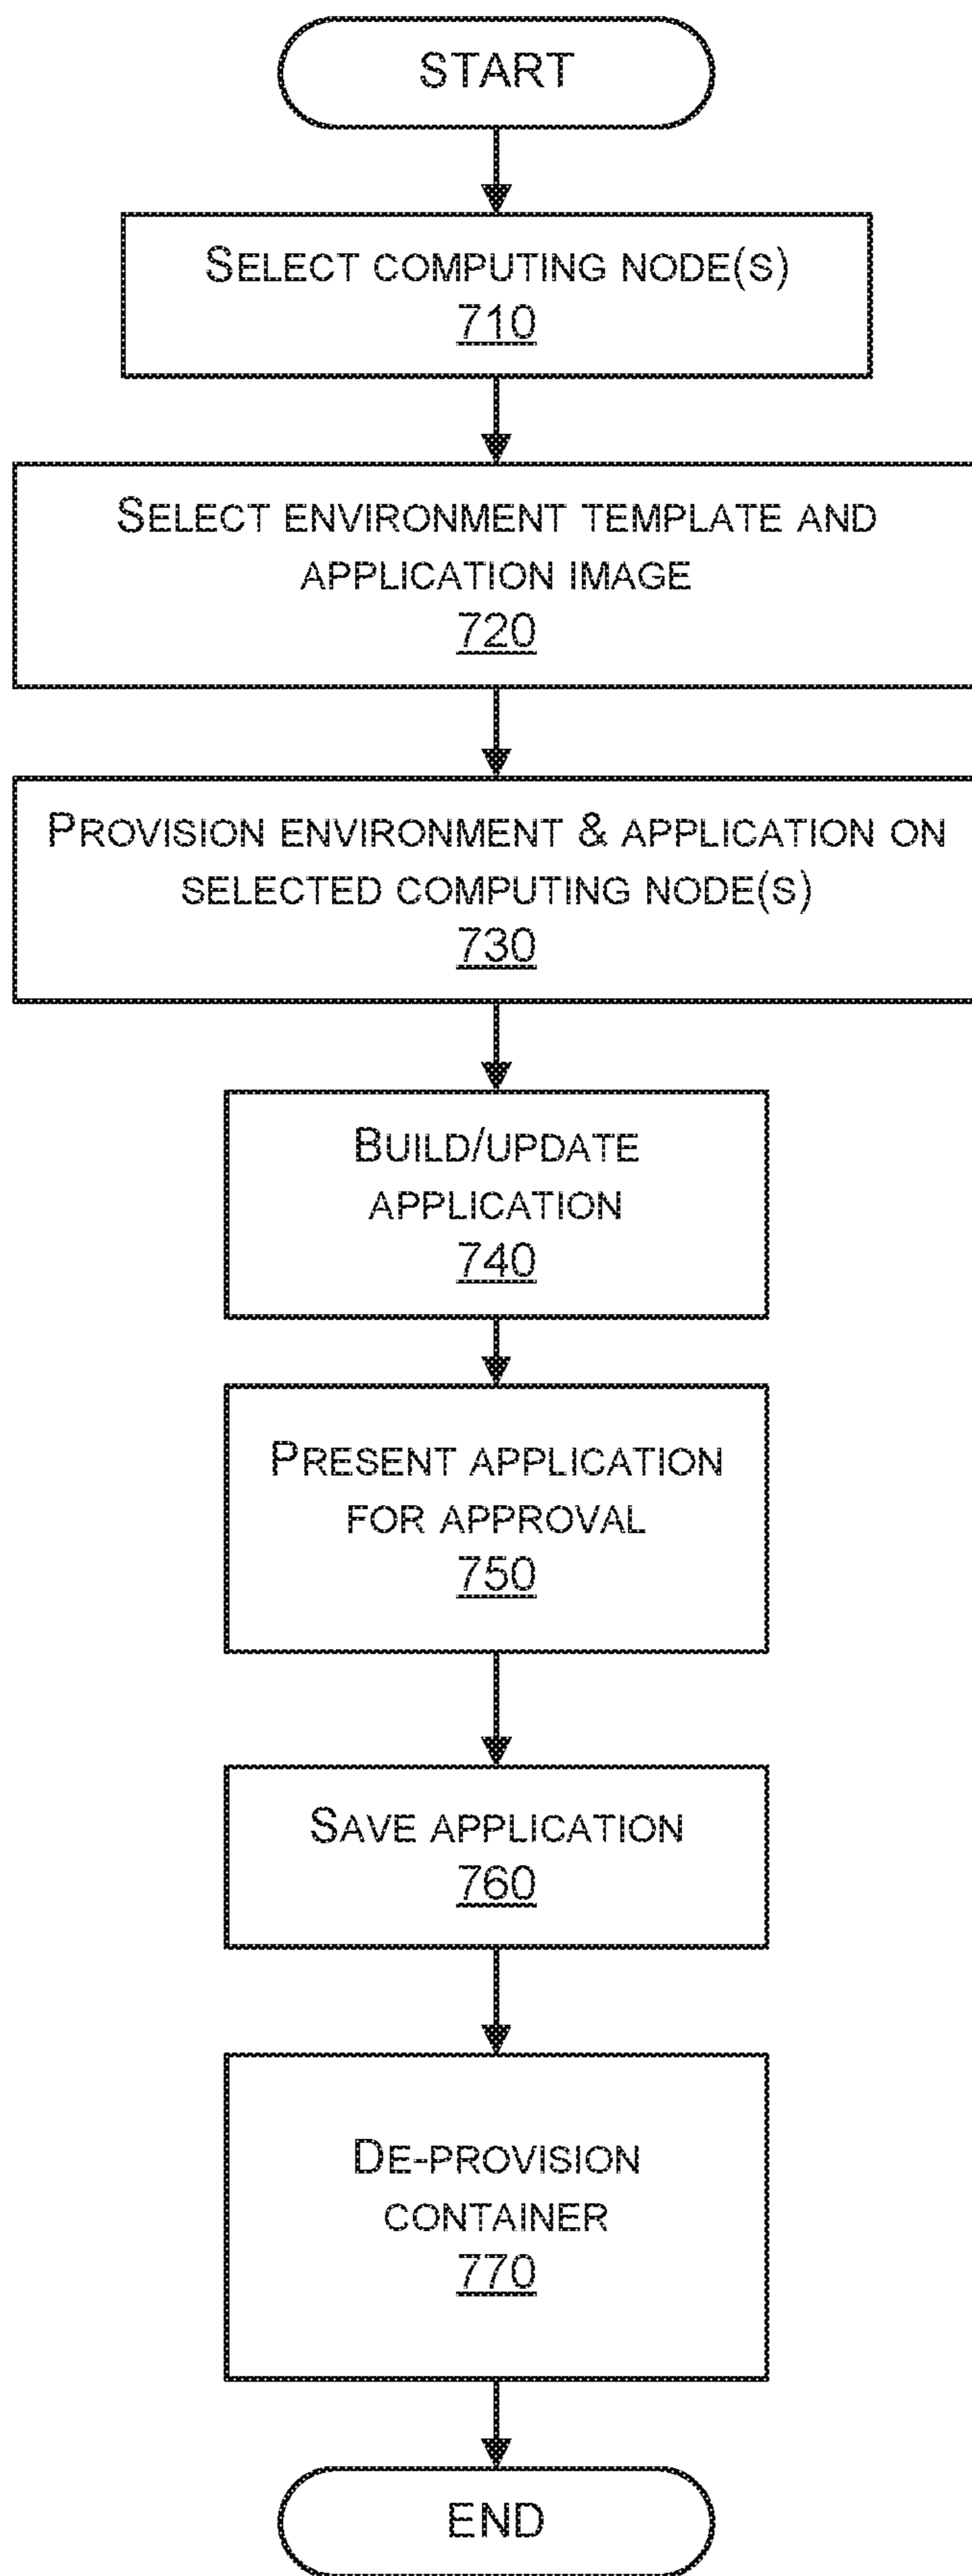 START
SELECT COMPUTING NODE(S)
710
SELECT ENVIRONMENT TEMPLATE AND
APPLICATION IMAGE
720
PROVISION ENVIRONMENT & APPLICATION ON
SELECTED COMPUTING NODE(S)
730
BUILD/UPDATE
APPLICATION
740
PRESENT APPLICATION
FOR APPROVAL
750
SAVE APPLICATION
760
DE-PROVISION
CONTAINER
770
END